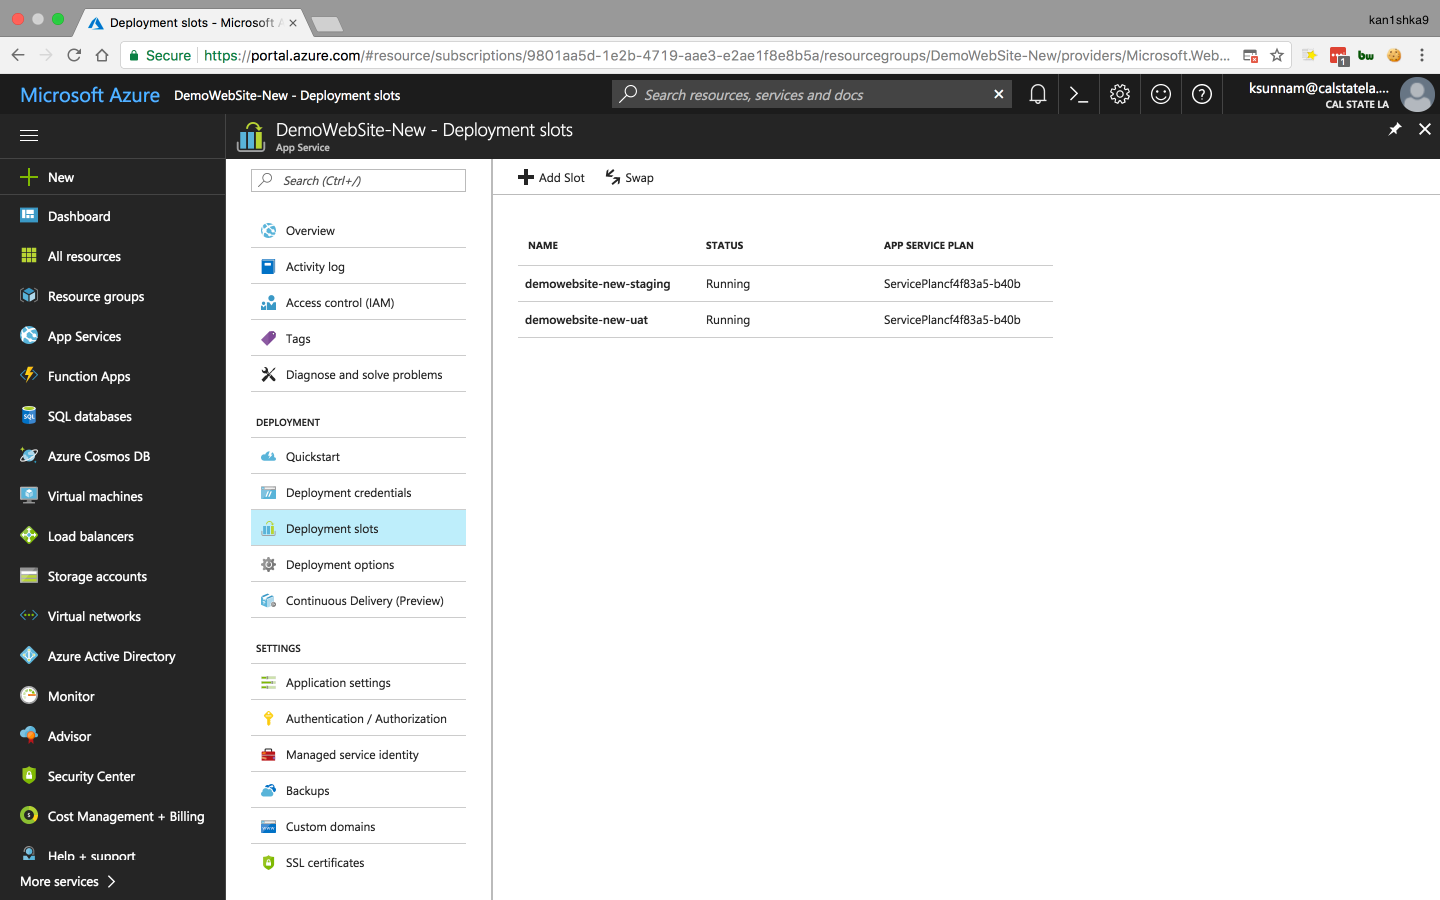 Deployment slots - Microsoft A
kan1shka9
Secure
https://portal.azure.com/#resource/subscriptions/9801aa5d-1e2b-4719-aae3-e2ae1f8e8b5a/resourcegroups/DemoWebSite-New/providers/Microsoft.Web...
1
bw
Microsoft Azure DemoWebSite-New - Deployment slots
Search resources, services and docs
ksunnam@calstatela....
CAL STATE LA
DemoWebSite-New - Deployment slots
App Service
New
Dashboard
All resources
Resource groups
App Services
Function Apps
SQL databases
Azure Cosmos DB
Virtual machines
Load balancers
Storage accounts
Virtual networks
Azure Active Directory
Monitor
Advisor
Security Center
Cost Management + Billing
Help + support
More services
Search (Ctrl+/)
Overview
Activity log
Access control (IAM)
Tags
Diagnose and solve problems
DEPLOYMENT
Quickstart
Deployment credentials
Deployment slots
Deployment options
Continuous Delivery (Preview)
SETTINGS
Application settings
Authentication / Authorization
Managed service identity
Backups
Custom domains
SSL certificates
Add Slot Swap
NAME STATUS APP SERVICE PLAN
demowebsite-new-staging Running ServicePlancf4f83a5-b40b
demowebsite-new-uat Running ServicePlancf4f83a5-b40b